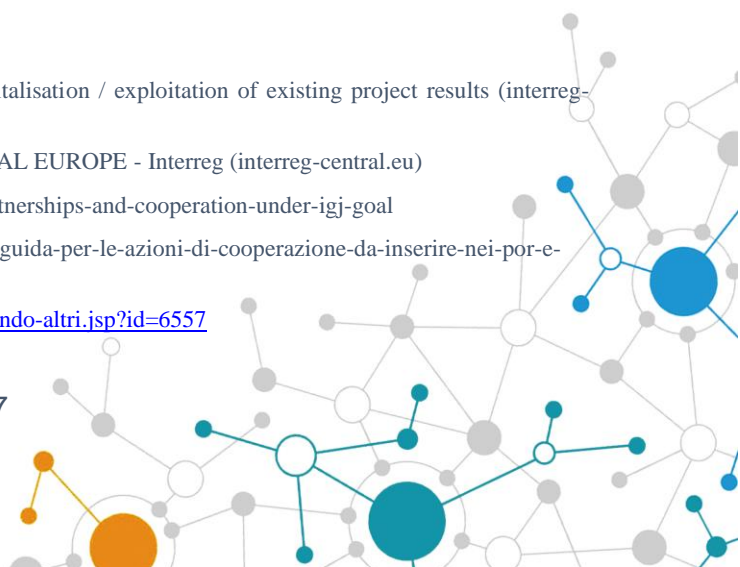 talisation / exploitation of existing project results (interreg-
AL EUROPE - Interreg (interreg-central.eu)
tnerships-and-cooperation-under-igj-goal
guida-per-le-azioni-di-cooperazione-da-inserire-nei-por-e-
ndo-altri.jsp?id=6557
7